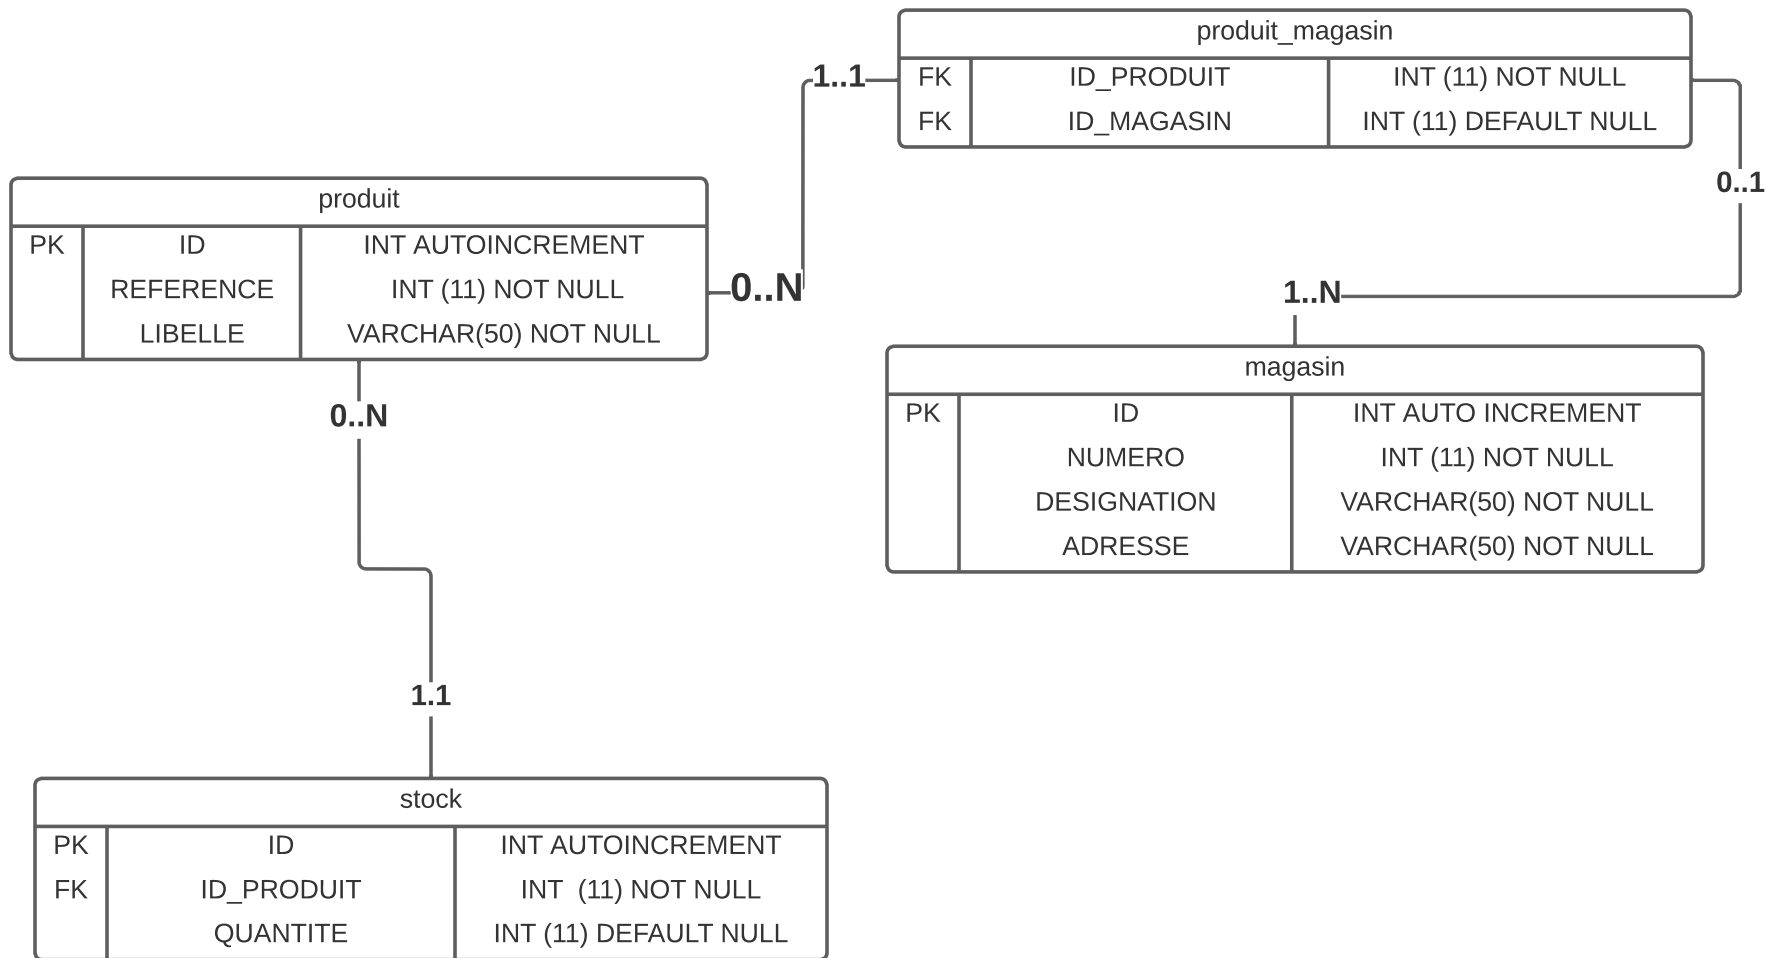 produit_magasin
FK ID_PRODUIT INT (11) NOT NULL
FK ID_MAGASIN INT (11) DEFAULT NULL
1..1
0..1
produit
PK ID INT AUTOINCREMENT
REFERENCE INT (11) NOT NULL
LIBELLE VARCHAR(50) NOT NULL
0..N
1..N
magasin
PK ID INT AUTO INCREMENT
NUMERO INT (11) NOT NULL
DESIGNATION VARCHAR(50) NOT NULL
ADRESSE VARCHAR(50) NOT NULL
0..N
1.1
stock
PK ID INT AUTOINCREMENT
FK ID_PRODUIT INT (11) NOT NULL
QUANTITE INT (11) DEFAULT NULL